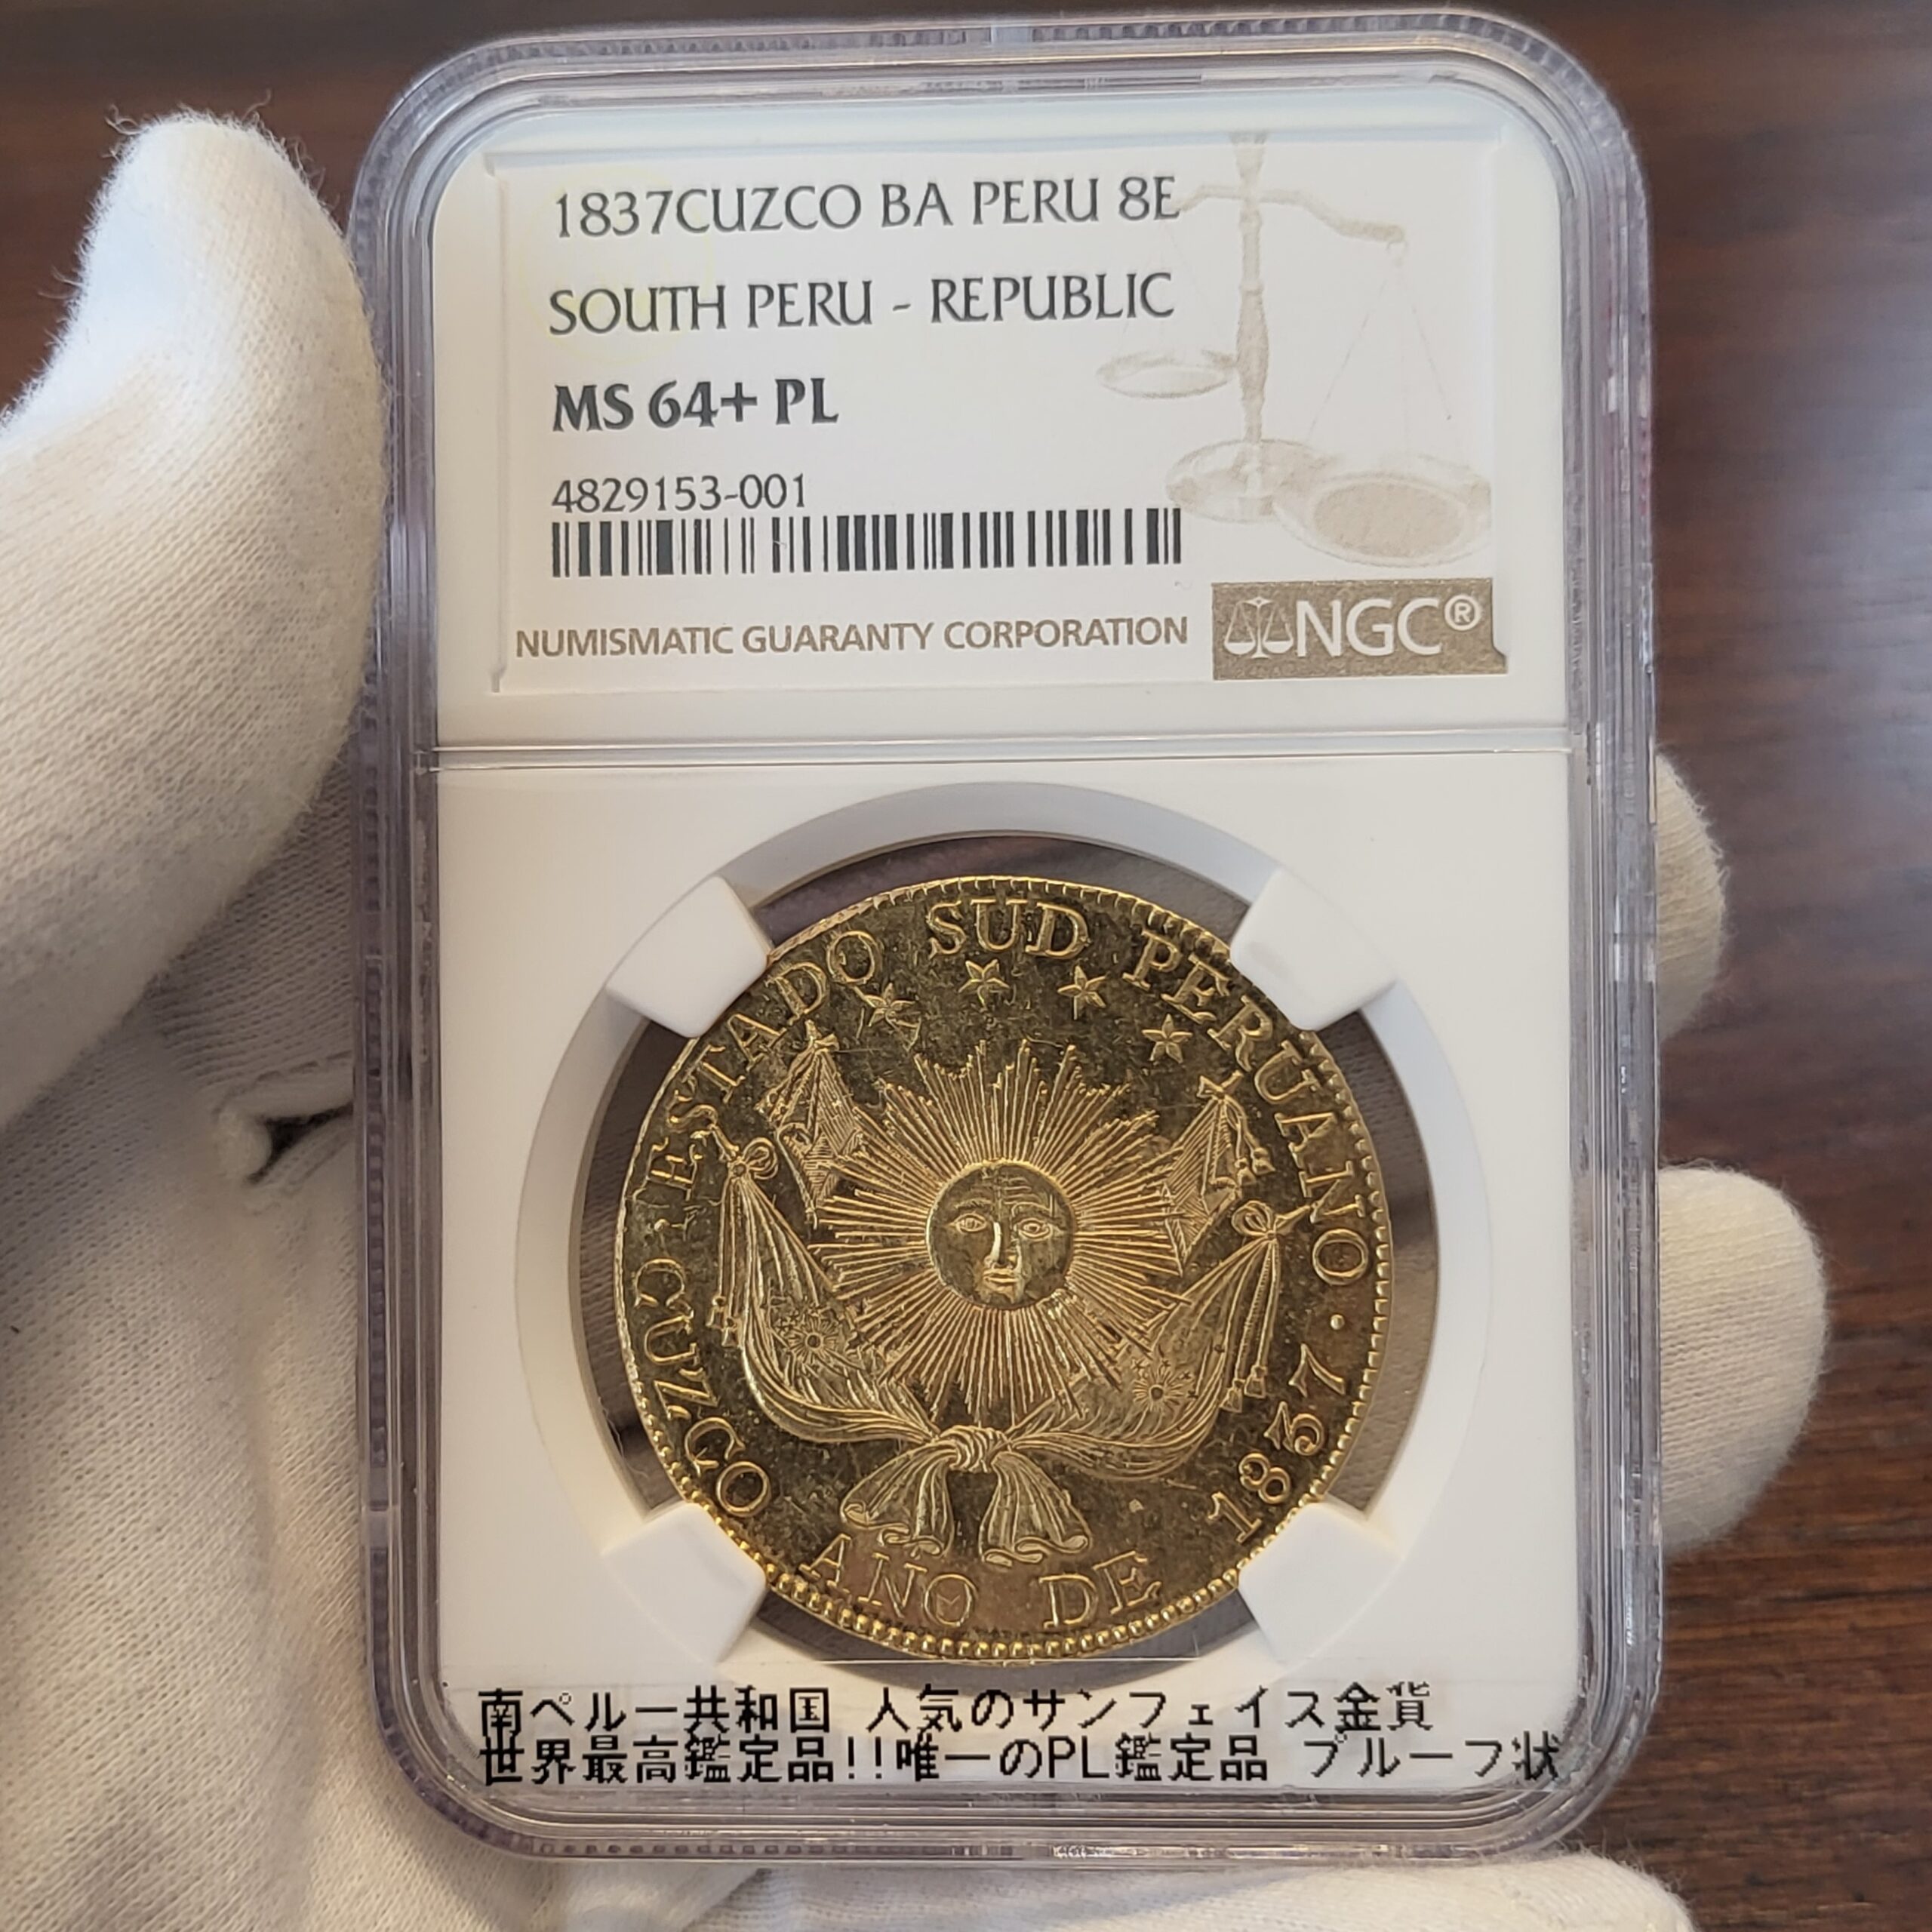 1837CUZCO BA PERU 8E
SOUTH PERU - REPUBLIC
MS 64+ PL
4829153-001
NUMISMATIC GUARANTY CORPORATION
NGC®
CUZCO · ESTADO SUD PERUANO · 1837
AÑO DE
南ペルー共和国 人気のサンフェイス金貨
世界最高鑑定品!!唯一のPL鑑定品 プルーフ状